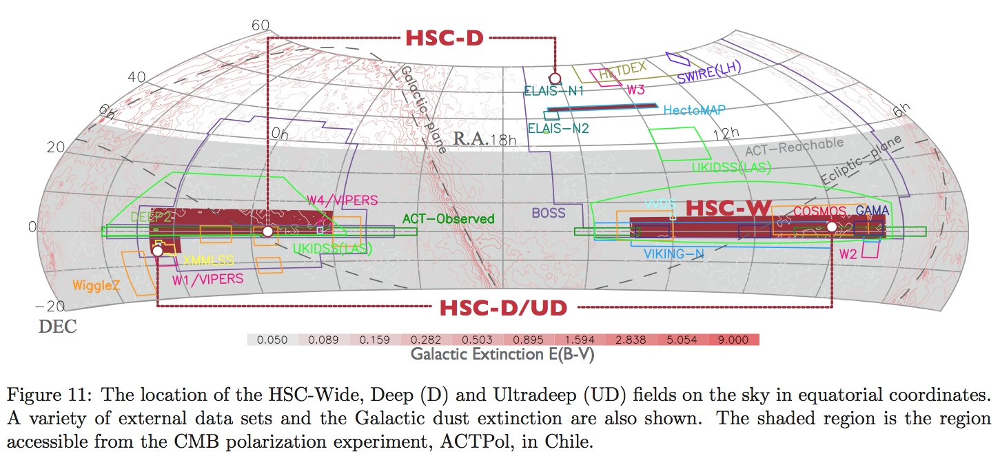 60
HSC-D
40
Galactic-plane
ELAIS-N1
HETDEX
SWIRE(LH)
W3
6h
HectoMAP
6h
ELAIS-N2
0h
R.A.
18h
12h
20
ACT-Reachable
UKIDSS(LAS)
Ecliptic-plane
W4/VIPERS
DEEP2
ACT-Observed
BOSS
VVDS
HSC-W
COSMOS
GAMA
0
UKIDSS(LAS)
XMMLSS
VIKING-N
W2
W1/VIPERS
WiggleZ
-20
DEC
HSC-D/UD
0.050 0.089 0.159 0.282 0.503 0.895 1.594 2.838 5.054 9.000
Galactic Extinction E(B-V)
Figure 11: The location of the HSC-Wide, Deep (D) and Ultradeep (UD) fields on the sky in equatorial coordinates.
A variety of external data sets and the Galactic dust extinction are also shown. The shaded region is the region
accessible from the CMB polarization experiment, ACTPol, in Chile.